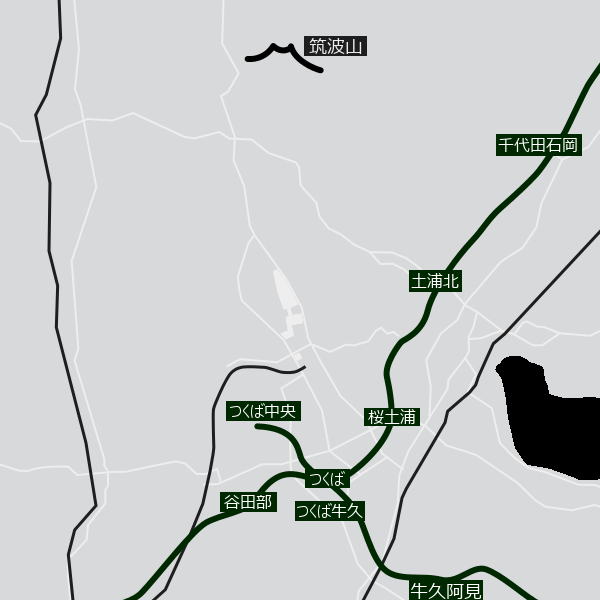 筑波山
千代田石岡
土浦北
つくば中央
桜土浦
つくば
谷田部
つくば牛久
牛久阿見